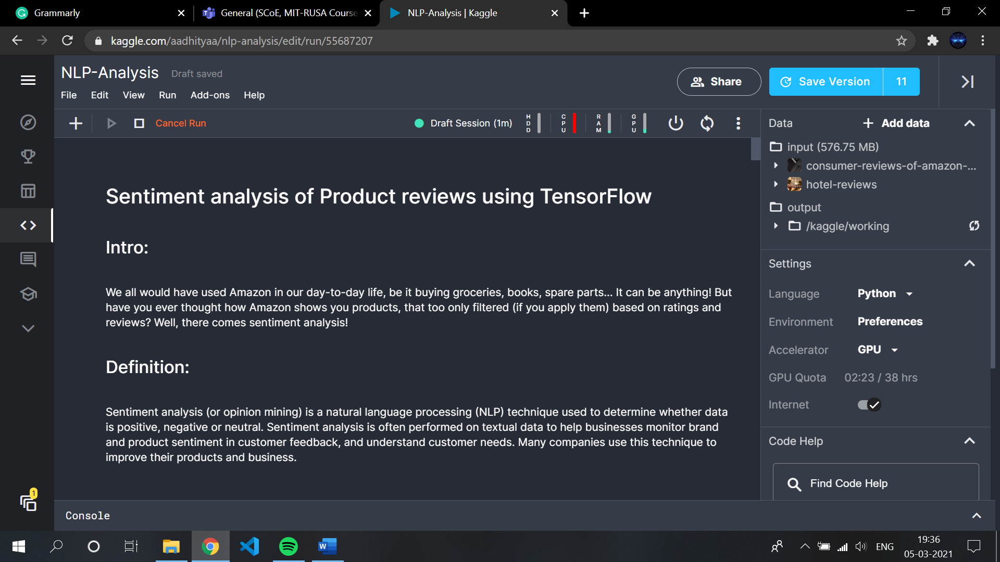 Grammarly
General (SCoE, MIT-RUSA Course
NLP-Analysis | Kaggle
kaggle.com/aadhityaa/nlp-analysis/edit/run/55687207
NLP-Analysis Draft saved
File Edit View Run Add-ons Help
Share
Save Version 11
Cancel Run
Draft Session (1m) HDD CPU RAM GPU
Sentiment analysis of Product reviews using TensorFlow
Intro:
We all would have used Amazon in our day-to-day life, be it buying groceries, books, spare parts... It can be anything! But
have you ever thought how Amazon shows you products, that too only filtered (if you apply them) based on ratings and
reviews? Well, there comes sentiment analysis!
Definition:
Sentiment analysis (or opinion mining) is a natural language processing (NLP) technique used to determine whether data
is positive, negative or neutral. Sentiment analysis is often performed on textual data to help businesses monitor brand
and product sentiment in customer feedback, and understand customer needs. Many companies use this technique to
improve their products and business.
Data + Add data
input (576.75 MB)
consumer-reviews-of-amazon-...
hotel-reviews
output
/kaggle/working
Settings
Language Python
Environment Preferences
Accelerator GPU
GPU Quota 02:23 / 38 hrs
Internet
Code Help
Find Code Help
1
Console
W
ENG
19:36
05-03-2021